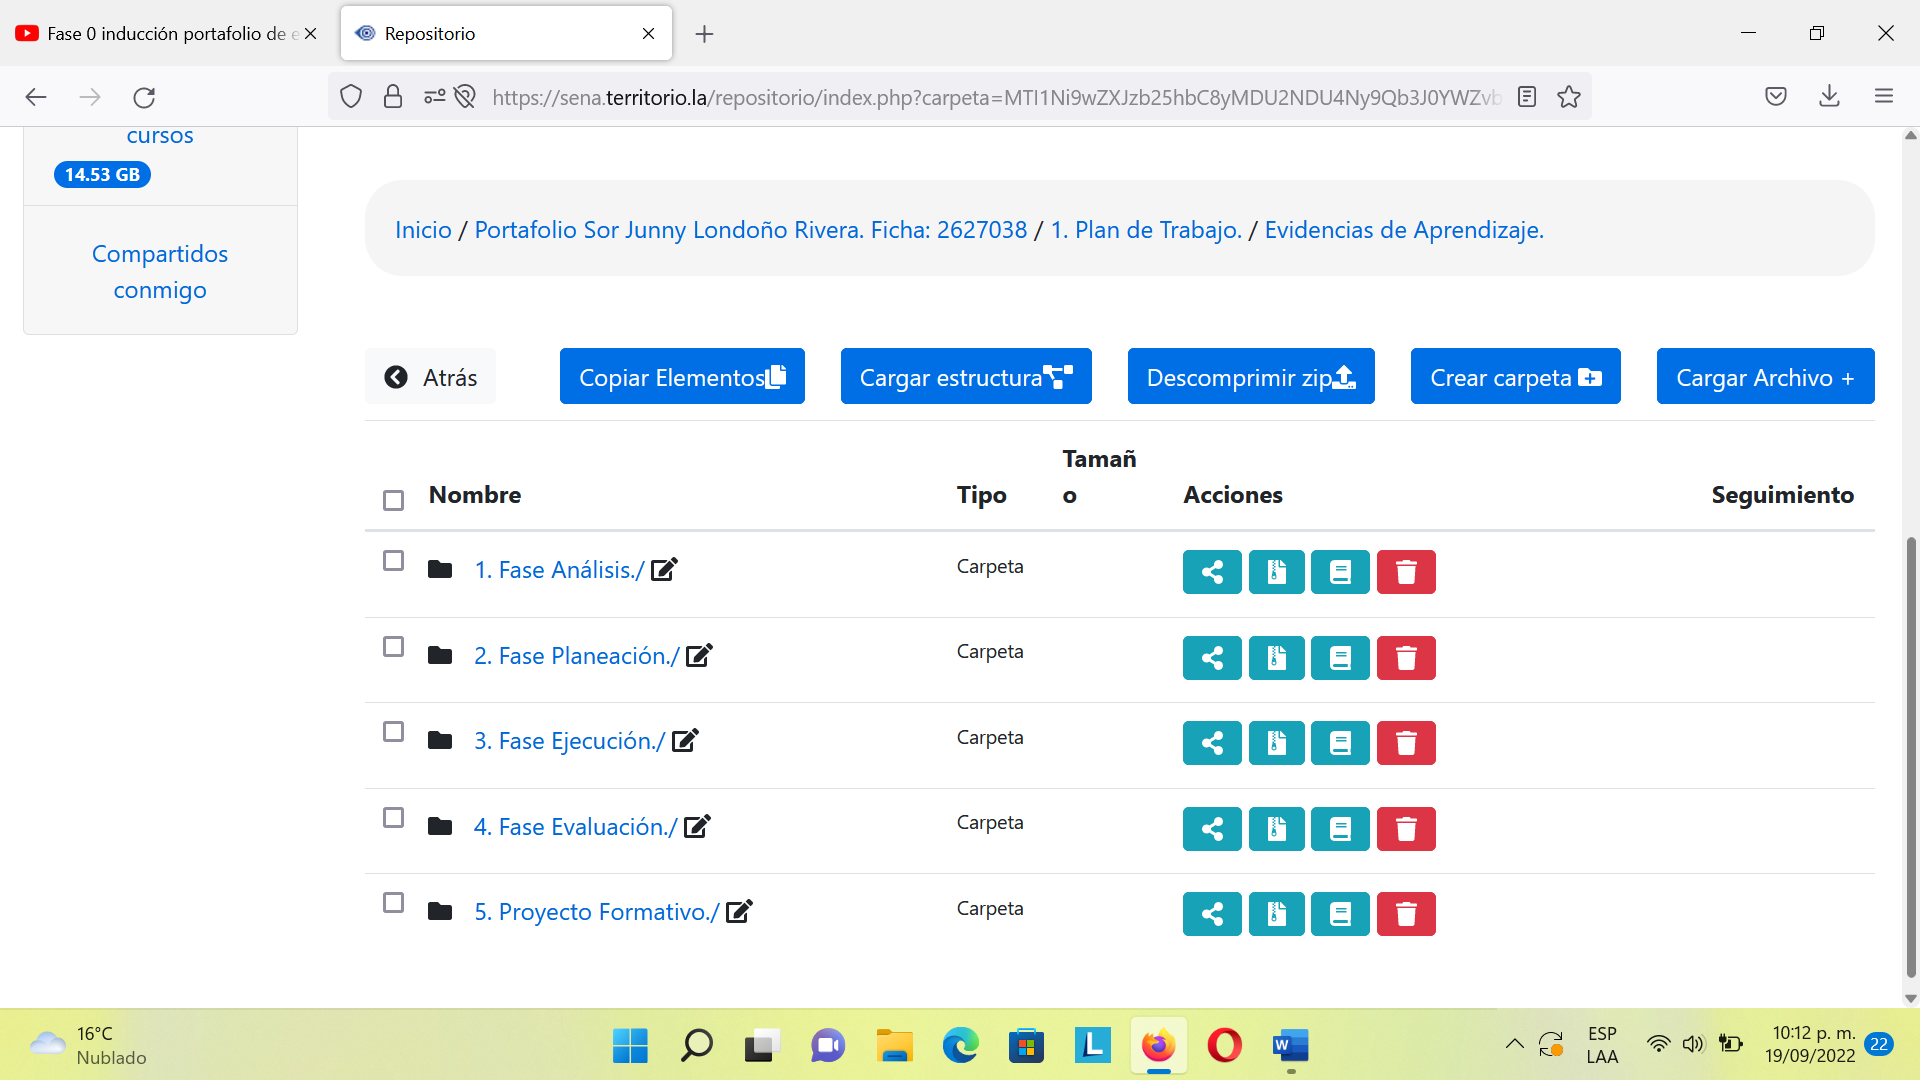 Fase 0 inducción portafolio de e
Repositorio
https://sena.territorio.la/repositorio/index.php?carpeta=MTI1Ni9wZXJzb25hbC8yMDU2NDU4Ny9Qb3J0YWZvb
cursos
14.53 GB
Compartidos
conmigo
Inicio / Portafolio Sor Junny Londoño Rivera. Ficha: 2627038 / 1. Plan de Trabajo. / Evidencias de Aprendizaje.
Atrás
Copiar Elementos
Cargar estructura
Descomprimir zip
Crear carpeta
Cargar Archivo +
Nombre
Tipo
Tamañ
o
Acciones
Seguimiento
1. Fase Análisis./
Carpeta
2. Fase Planeación./
Carpeta
3. Fase Ejecución./
Carpeta
4. Fase Evaluación./
Carpeta
5. Proyecto Formativo./
Carpeta
16°C
Nublado
L
W
ESP
LAA
10:12 p. m.
19/09/2022
22